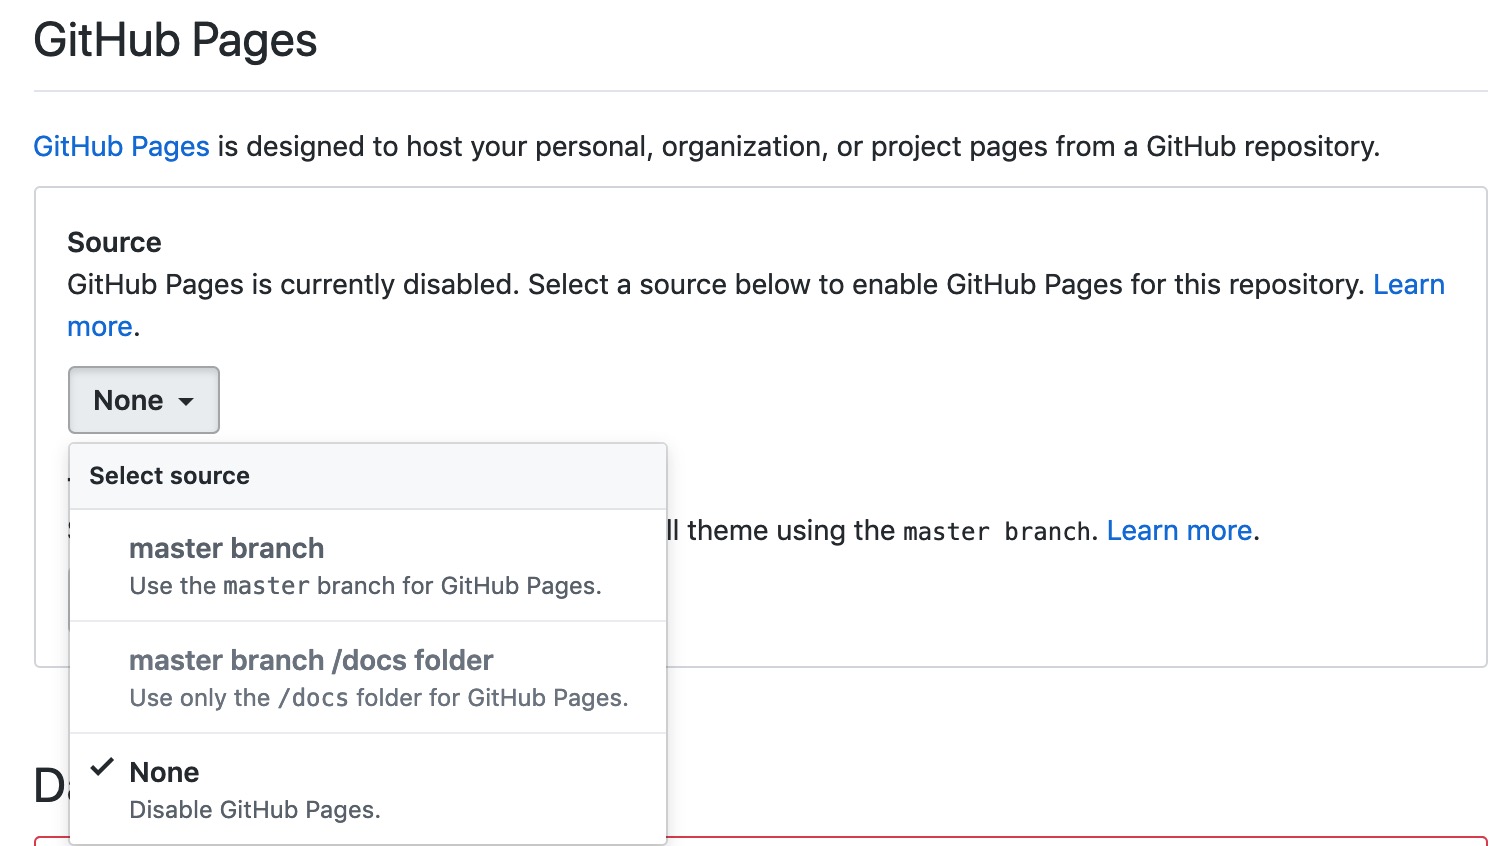 GitHub Pages
GitHub Pages is designed to host your personal, organization, or project pages from a GitHub repository.
Source
GitHub Pages is currently disabled. Select a source below to enable GitHub Pages for this repository. Learn
more.
None
Select source
ll theme using the master branch. Learn more.
master branch
Use the master branch for GitHub Pages.
master branch /docs folder
Use only the /docs folder for GitHub Pages.
None
Disable GitHub Pages.